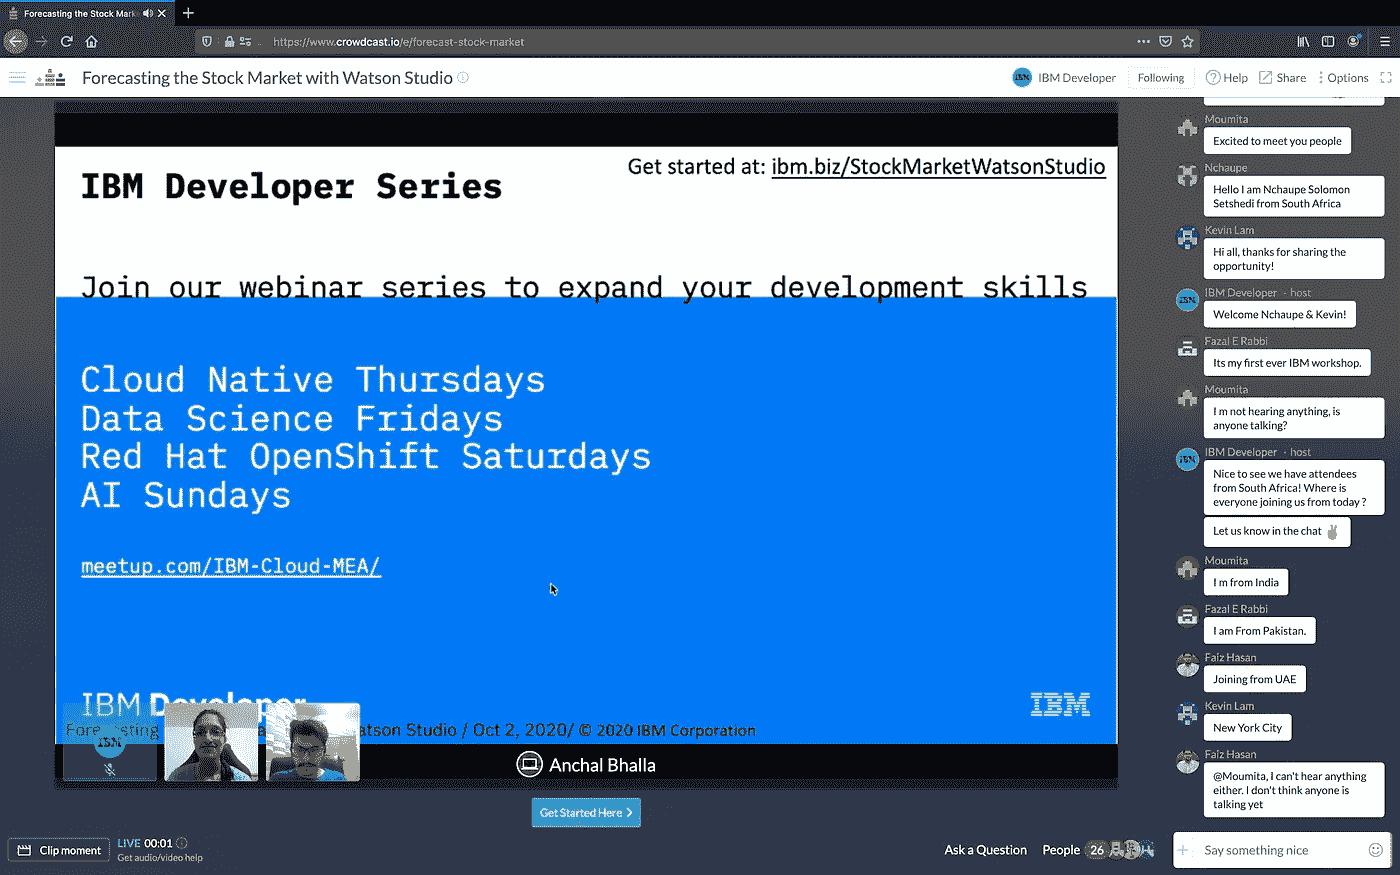 Forecasting the Stock Mark
https://www.crowdcast.io/e/forecast-stock-market
Forecasting the Stock Market with Watson Studio
IBM Developer
Following
Help
Share
Options
Get started at: ibm.biz/StockMarketWatsonStudio
IBM Developer Series
Join our webinar series to expand your development skills
Cloud Native Thursdays
Data Science Fridays
Red Hat OpenShift Saturdays
AI Sundays
meetup.com/IBM-Cloud-MEA/
IBM Developer
IBM
Forecasting
atson Studio / Oct 2, 2020/ © 2020 IBM Corporation
IBM
Anchal Bhalla
Get Started Here
Clip moment
LIVE 00:01
Get audio/video help
Ask a Question
People 26
Moumita
Excited to meet you people
Nchaupe
Hello I am Nchaupe Solomon
Setshedi from South Africa
Kevin Lam
Hi all, thanks for sharing the
opportunity!
IBM Developer - host
Welcome Nchaupe & Kevin!
Fazal E Rabbi
Its my first ever IBM workshop.
Moumita
I m not hearing anything, is
anyone talking?
IBM Developer - host
Nice to see we have attendees
from South Africa! Where is
everyone joining us from today ?
Let us know in the chat
Moumita
I m from India
Fazal E Rabbi
I am From Pakistan.
Faiz Hasan
Joining from UAE
Kevin Lam
New York City
Faiz Hasan
@Moumita, I can't hear anything
either. I don't think anyone is
talking yet
Say something nice